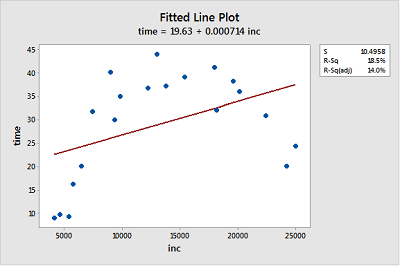 Fitted Line Plot
time = 19.63 + 0.000714 inc
S 10.4958
R-Sq 18.5%
R-Sq(adj) 14.0%
time
45
40
35
30
25
20
15
10
5000 10000 15000 20000 25000
inc